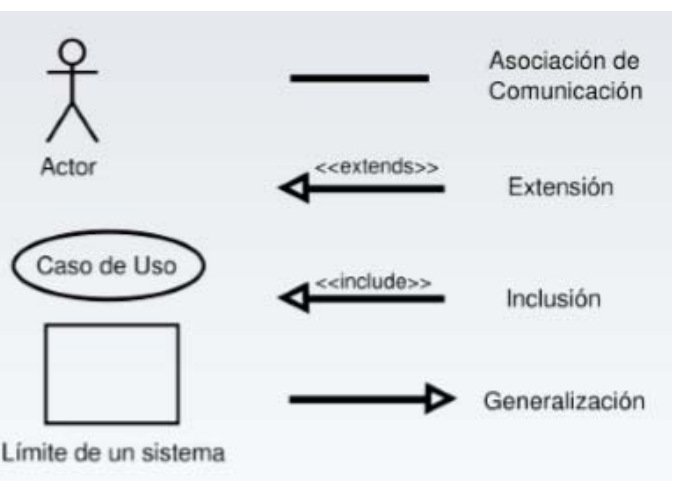 Actor
Caso de Uso
Límite de un sistema
Asociación de
Comunicación
<<extends>>
Extensión
<<include>>
Inclusión
Generalización